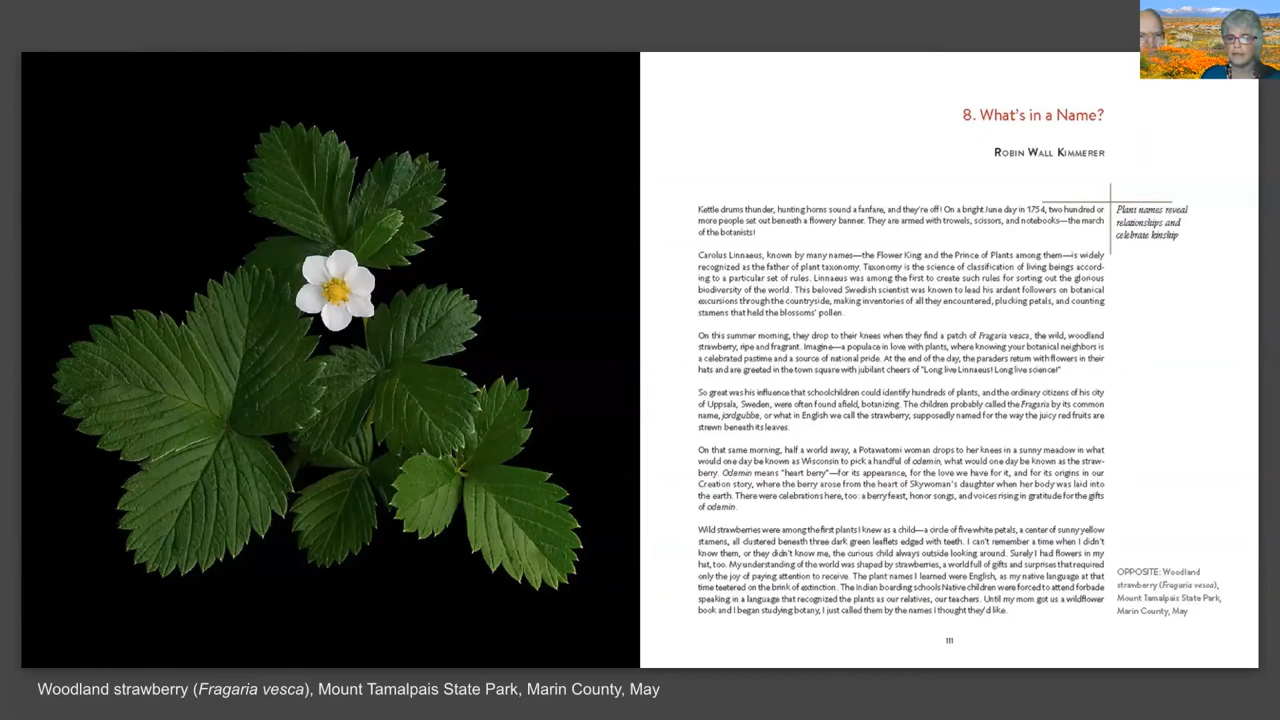 8. What's in a Name?
ROBIN WALL KIMMERER
Kettle drums thunder, hunting horns sound a fanfare, and they're off! On a bright June day in 1754, two hundred or
more people set out beneath a flowery banner. They are armed with trowels, scissors, and notebooks—the march
of the botanists!
Carolus Linnaeus, known by many names—the Flower King and the Prince of Plants among them—is widely
recognized as the father of plant taxonomy. Taxonomy is the science of classification of living beings accord-
ing to a particular set of rules. Linnaeus was among the first to create such rules for sorting out the glorious
biodiversity of the world. This beloved Swedish scientist was known to lead his ardent followers on botanical
excursions through the countryside, making inventories of all they encountered, plucking petals, and counting
stamens that held the blossoms' pollen.
On this summer morning, they drop to their knees when they find a patch of Fragaria vesca, the wild, woodland
strawberry, ripe and fragrant. Imagine—a populace in love with plants, where knowing your botanical neighbors is
a celebrated pastime and a source of national pride. At the end of the day, the paraders return with flowers in their
hats and are greeted in the town square with jubilant cheers of "Long live Linnaeus! Long live science!"
So great was his influence that schoolchildren could identify hundreds of plants, and the ordinary citizens of his city
of Uppsala, Sweden, were often found afield, botanizing. The children probably called the Fragaria by its common
name, jordgubbe, or what in English we call the strawberry, supposedly named for the way the juicy red fruits are
strewn beneath its leaves.
On that same morning, half a world away, a Potawatomi woman drops to her knees in a sunny meadow in what
would one day be known as Wisconsin to pick a handful of odemin, what would one day be known as the straw-
berry. Odemin means "heart berry"—for its appearance, for the love we have for it, and for its origins in our
Creation story, where the berry arose from the heart of Skywoman's daughter when her body was laid into
the earth. There were celebrations here, too: a berry feast, honor songs, and voices rising in gratitude for the gifts
of odemin.
Wild strawberries were among the first plants I knew as a child—a circle of five white petals, a center of sunny yellow
stamens, all clustered beneath three dark green leaflets edged with teeth. I can't remember a time when I didn't
know them, or they didn't know me, the curious child always outside looking around. Surely I had flowers in my
hat, too. My understanding of the world was shaped by strawberries, a world full of gifts and surprises that required
only the joy of paying attention to receive. The plant names I learned were English, as my native language at that
time teetered on the brink of extinction. The Indian boarding schools Native children were forced to attend forbade
speaking in a language that recognized the plants as our relatives, our teachers. Until my mom got us a wildflower
book and I began studying botany, I just called them by the names I thought they'd like.
Plant names reveal
relationships and
celebrate kinship
OPPOSITE: Woodland
strawberry (Fragaria vesca),
Mount Tamalpais State Park,
Marin County, May
111
Woodland strawberry (Fragaria vesca), Mount Tamalpais State Park, Marin County, May